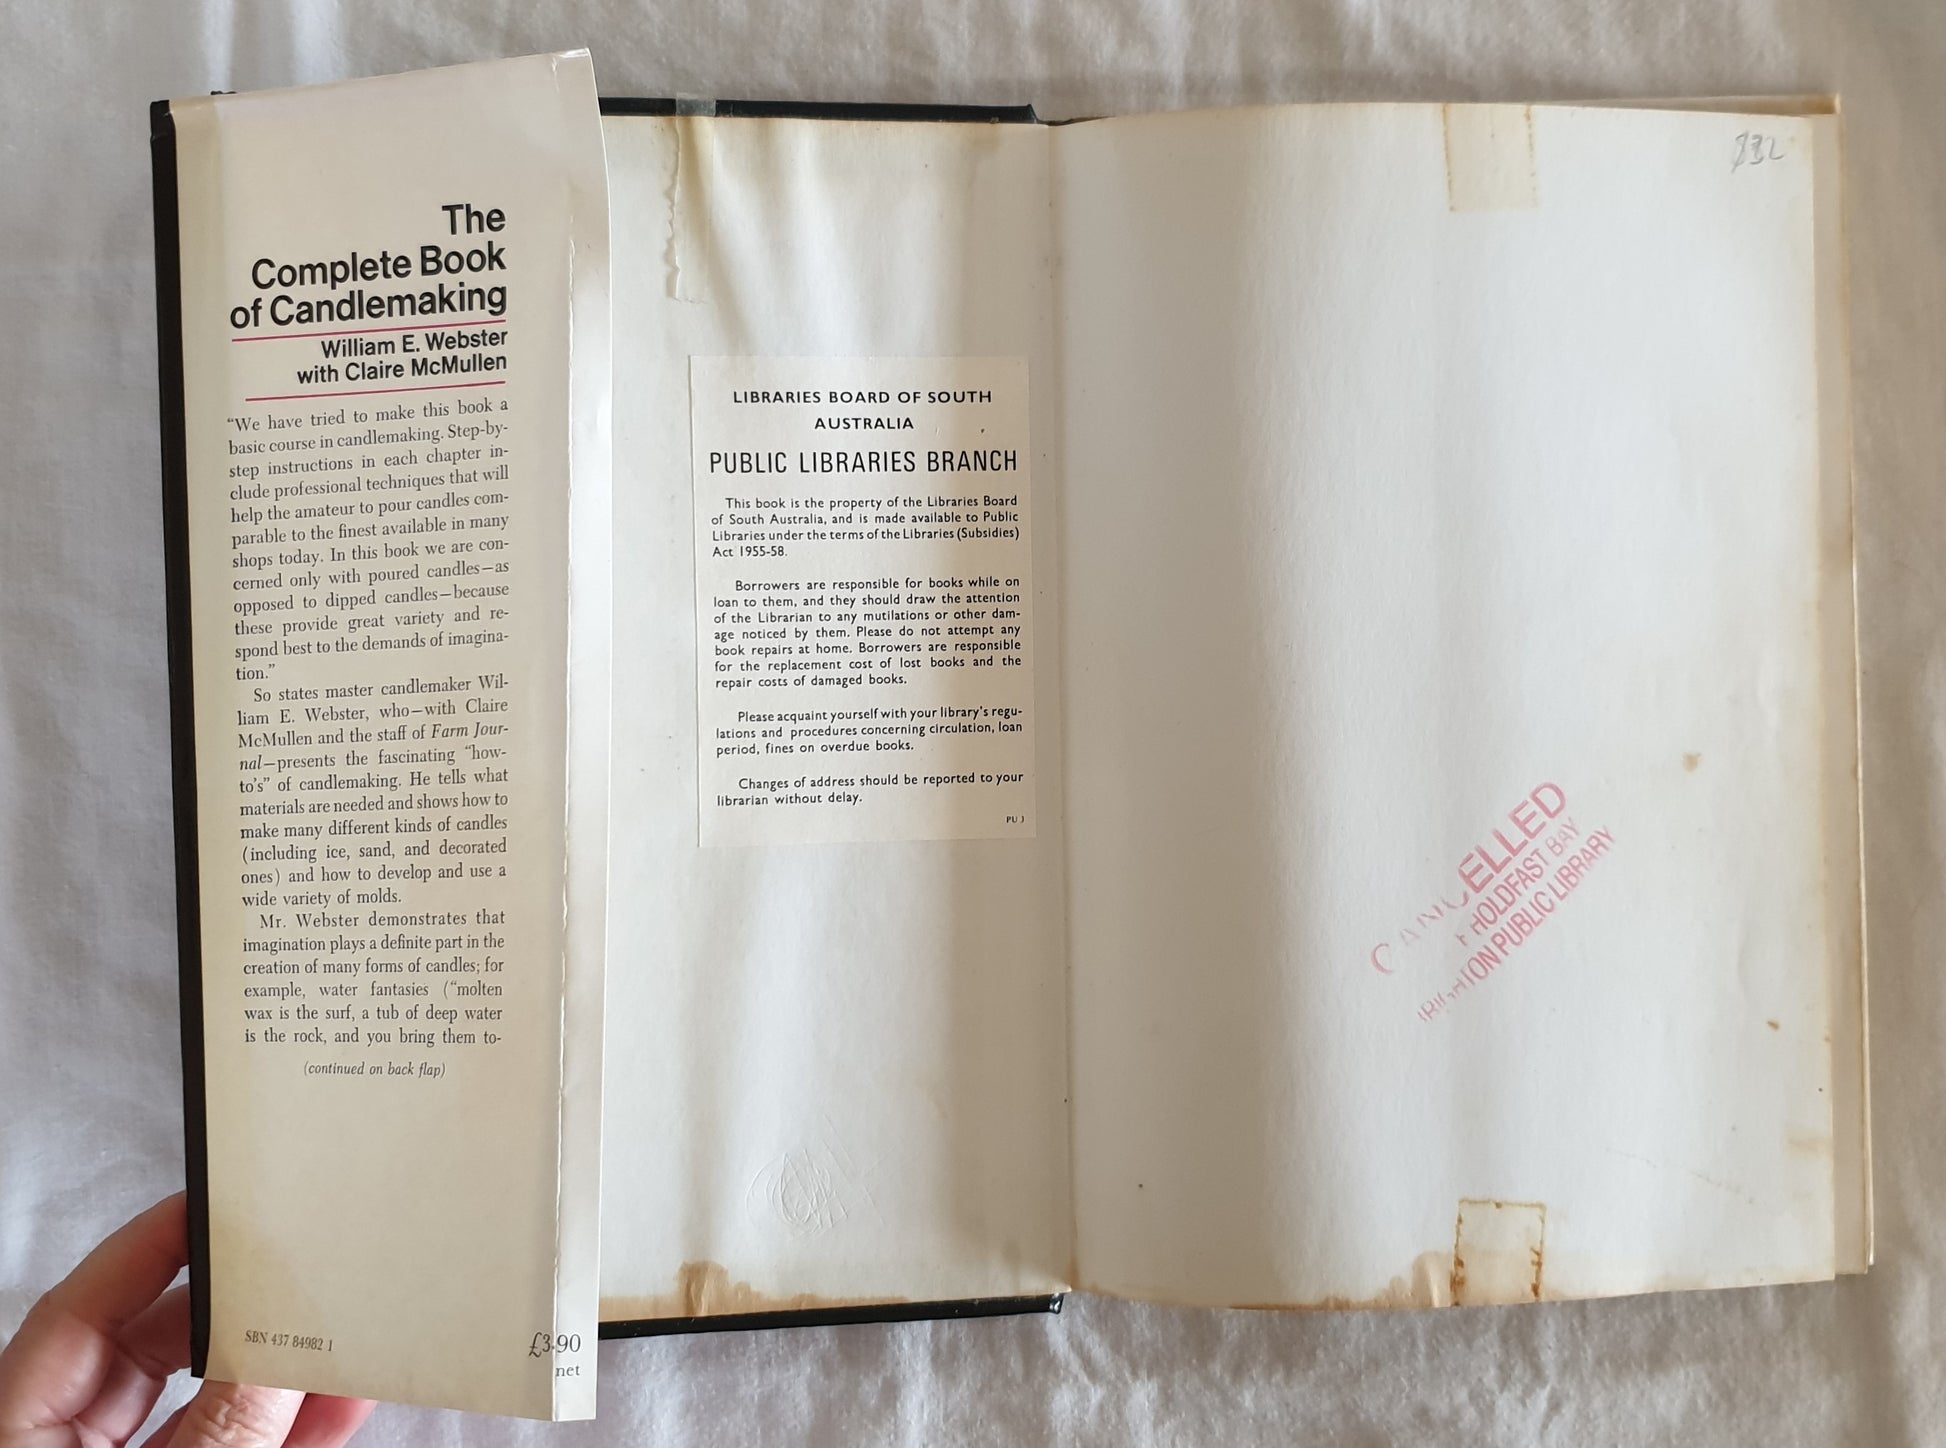 The
Complete Book
of Candlemaking
William E. Webster
with Claire McMullen
“We have tried to make this book a
basic course in candlemaking. Step-by-
step instructions in each chapter in-
clude professional techniques that will
help the amateur to pour candles com-
parable to the finest available in many
shops today. In this book we are con-
cerned only with poured candles—as
opposed to dipped candles—because
these provide great variety and re-
spond best to the demands of imagina-
tion.”
So states master candlemaker Wil-
liam E. Webster, who—with Claire
McMullen and the staff of Farm Jour-
nal—presents the fascinating “how-
to's” of candlemaking. He tells what
materials are needed and shows how to
make many different kinds of candles
(including ice, sand, and decorated
ones) and how to develop and use a
wide variety of molds.
Mr. Webster demonstrates that
imagination plays a definite part in the
creation of many forms of candles; for
example, water fantasies (“molten
wax is the surf, a tub of deep water
is the rock, and you bring them to-
(continued on back flap)
SBN 437 84982 1
£3.90
net
LIBRARIES BOARD OF SOUTH
AUSTRALIA
PUBLIC LIBRARIES BRANCH
This book is the property of the Libraries Board
of South Australia, and is made available to Public
Libraries under the terms of the Libraries (Subsidies)
Act 1955-58.
Borrowers are responsible for books while on
loan to them, and they should draw the attention
of the Librarian to any mutilations or other dam-
age noticed by them. Please do not attempt any
book repairs at home. Borrowers are responsible
for the replacement cost of lost books and the
repair costs of damaged books.
Please acquaint yourself with your library's regu-
lations and procedures concerning circulation, loan
period, fines on overdue books.
Changes of address should be reported to your
librarian without delay.
PU J
CANCELLED
HOLDFAST BAY
PUBLIC LIBRARY